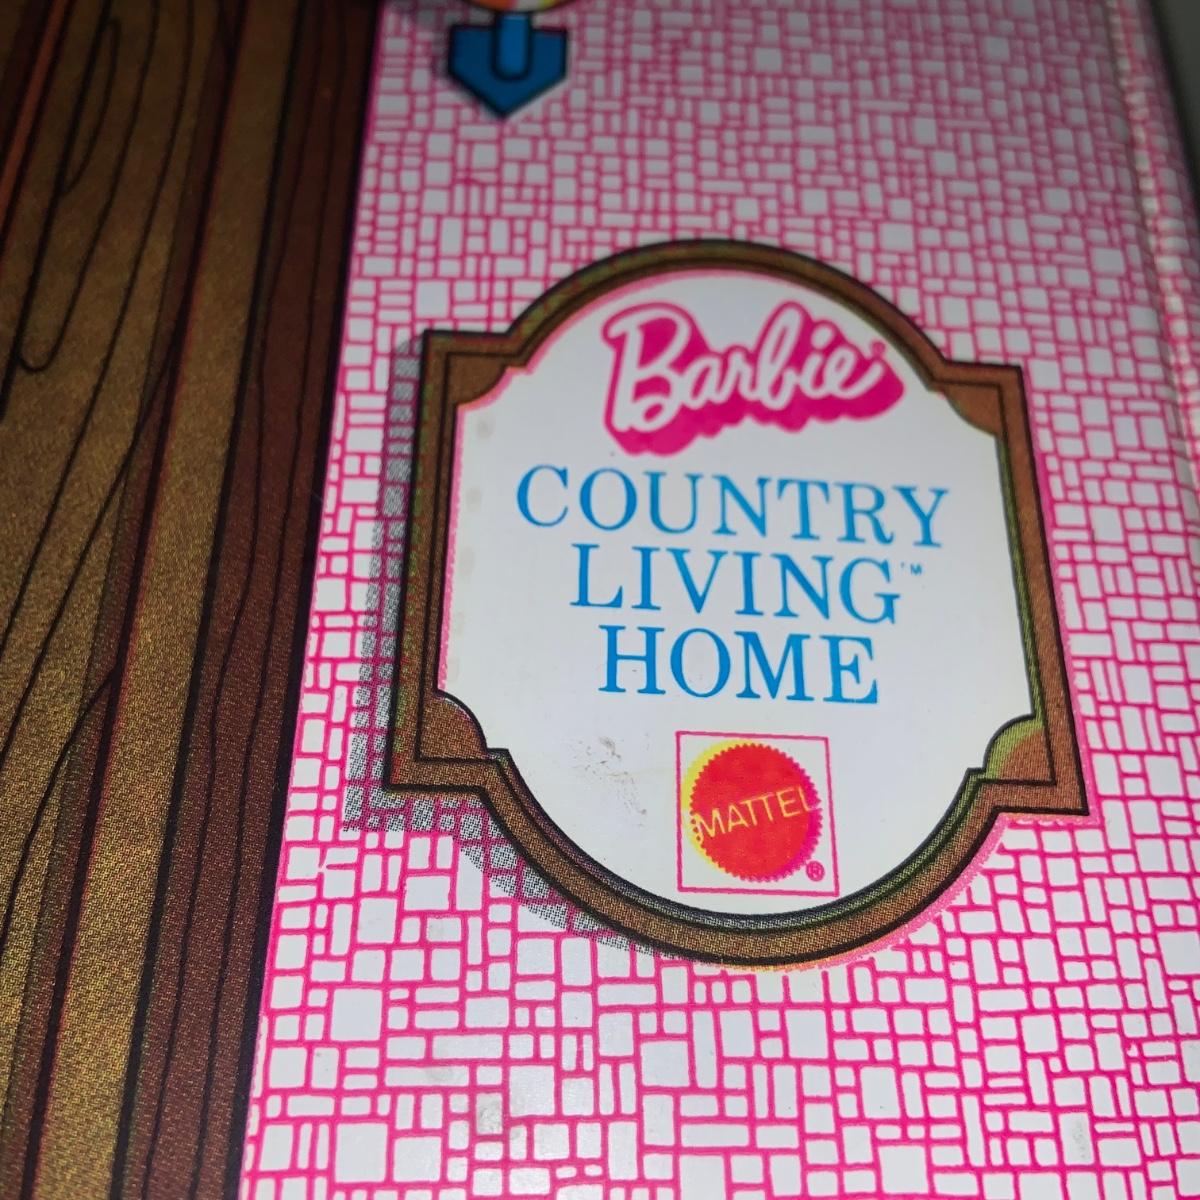 Barbie®
COUNTRY
LIVING™
HOME
MATTEL
®